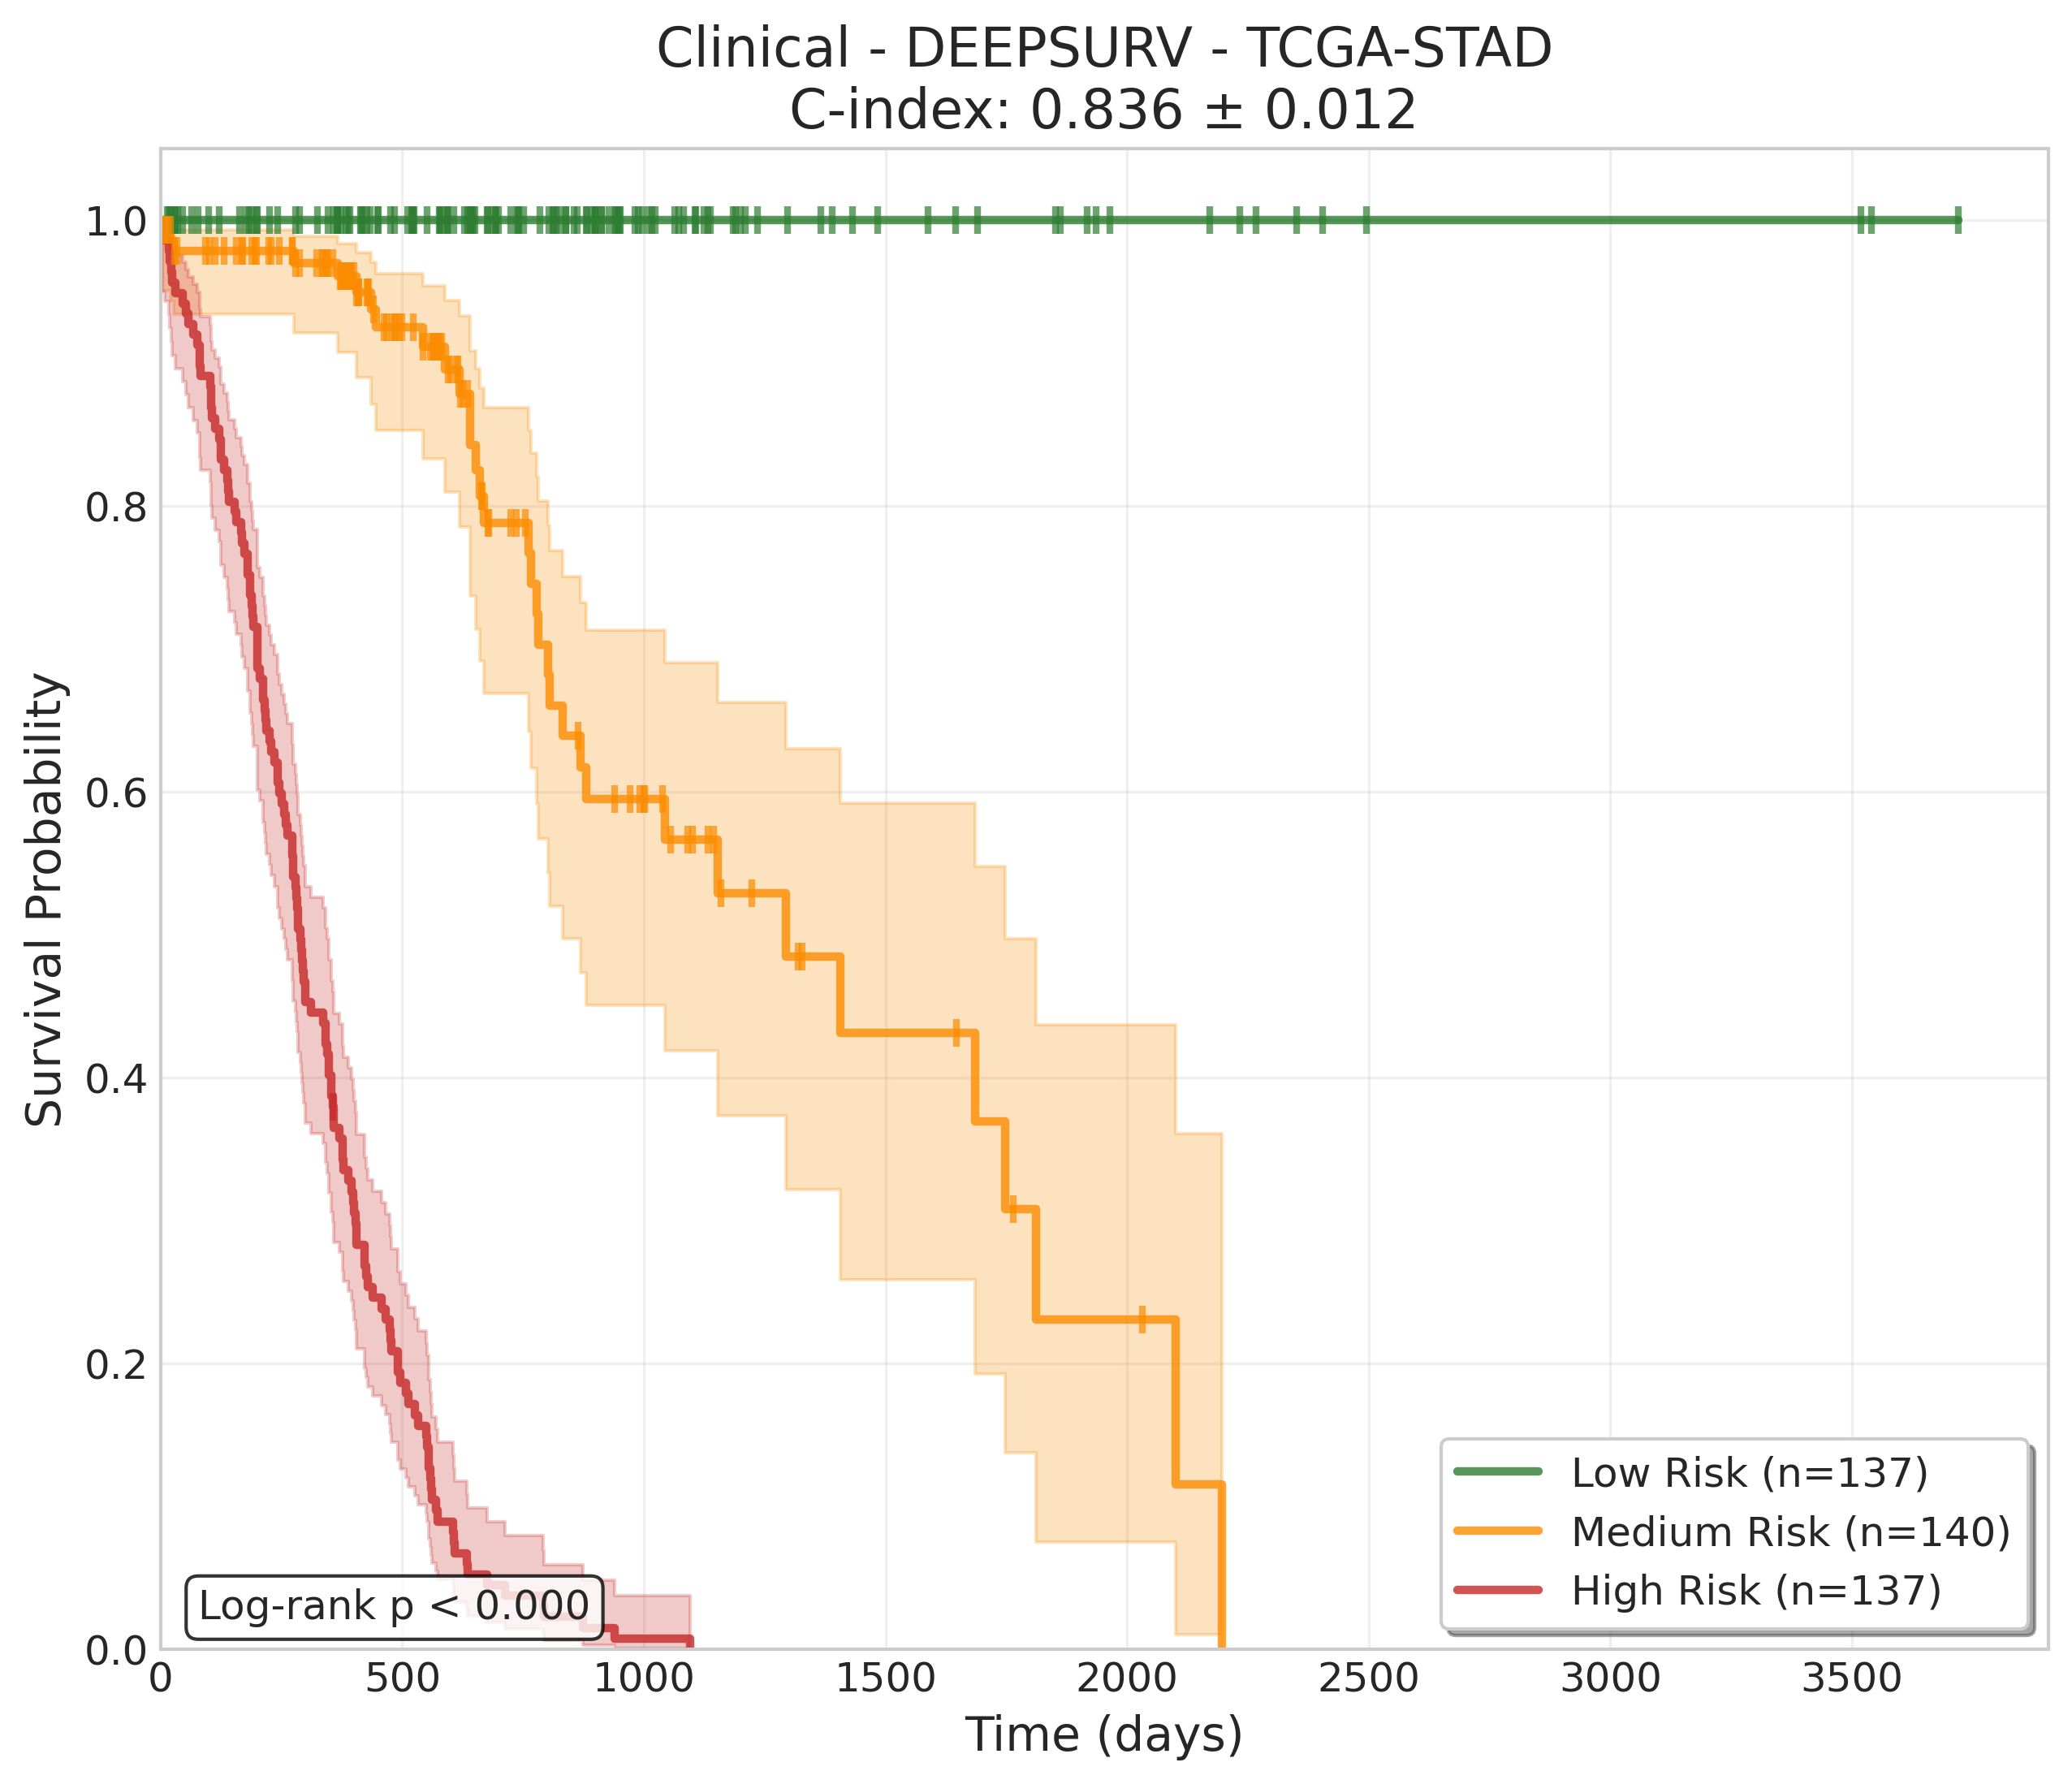 Clinical - DEEPSURV - TCGA-STAD
C-index: 0.836 ± 0.012
Survival Probability
1.0
0.8
0.6
0.4
0.2
0.0
Log-rank p < 0.000
Low Risk (n=137)
Medium Risk (n=140)
High Risk (n=137)
0 500 1000 1500 2000 2500 3000 3500
Time (days)